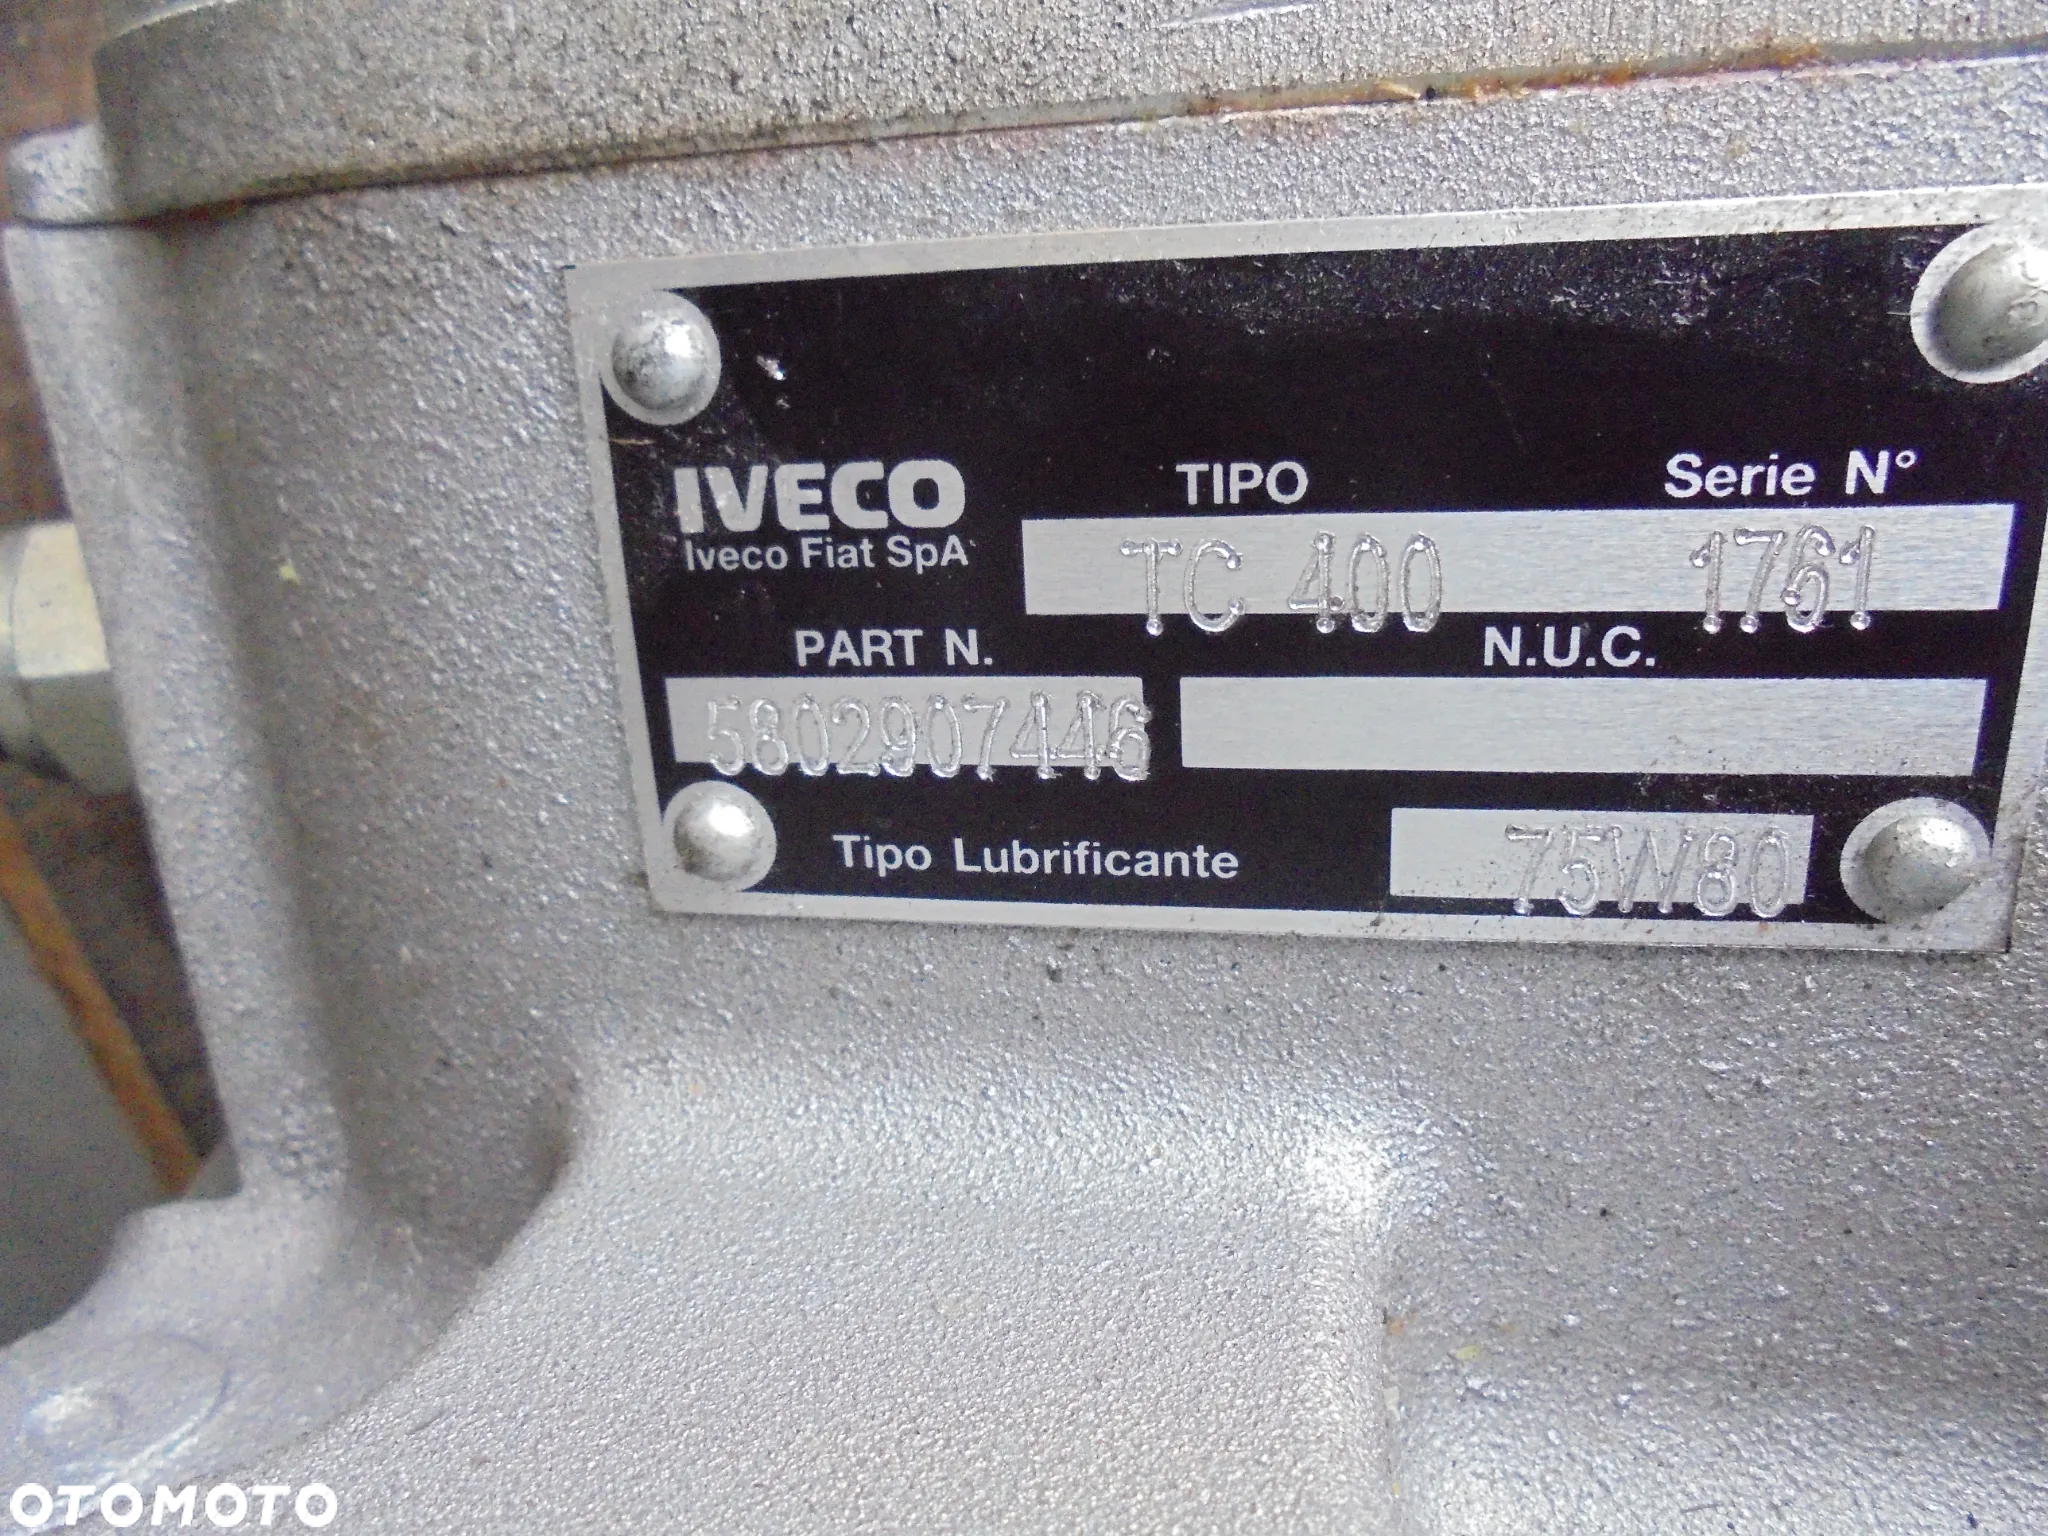 IVECO
Iveco Fiat SpA
TIPO
Serie N°
TC 400
1761
PART N.
N.U.C.
5802907446
Tipo Lubrificante
75W80
OTOMOTO